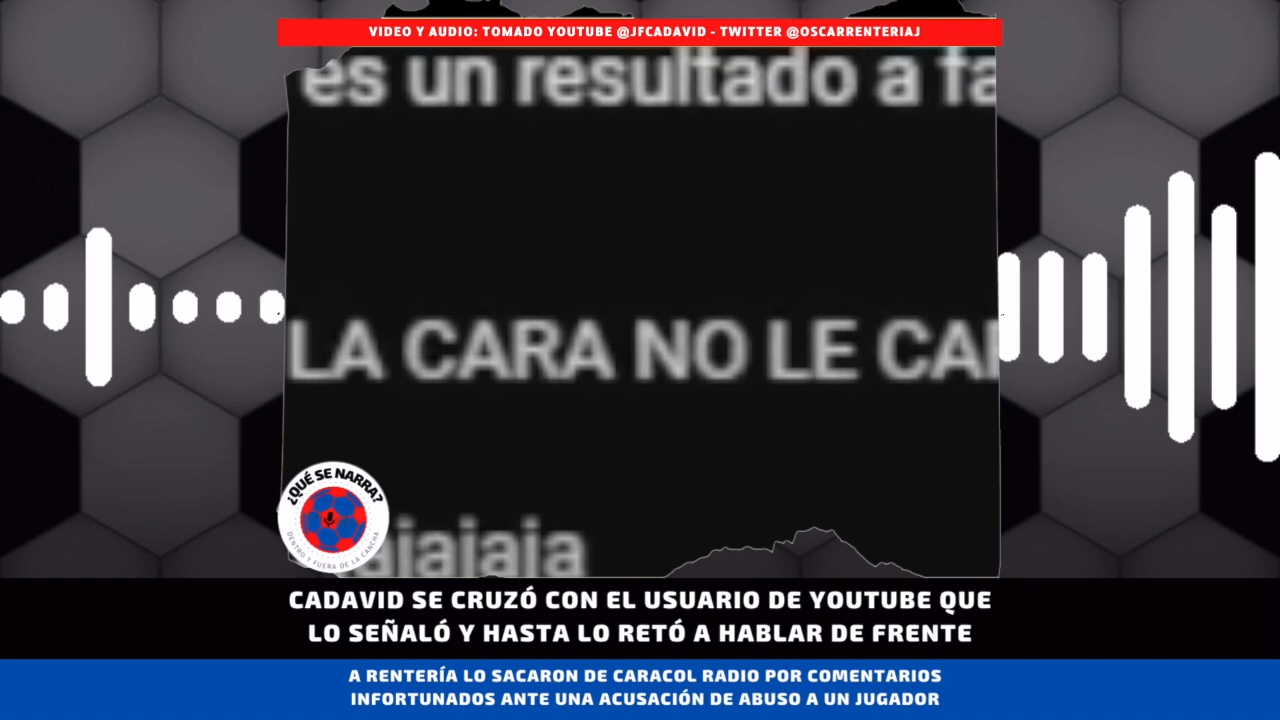 VIDEO Y AUDIO: TOMADO YOUTUBE @JFCADAVID - TWITTER @OSCARRENTERIAJ
es un resultado a
LA CARA NO LE
¿QUÉ SE NARRA?
DENTRO Y FUERA DE LA CANCHA
CADAVID SE CRUZÓ CON EL USUARIO DE YOUTUBE QUE
LO SEÑALÓ Y HASTA LO RETÓ A HABLAR DE FRENTE
A RENTERÍA LO SACARON DE CARACOL RADIO POR COMENTARIOS
INFORTUNADOS ANTE UNA ACUSACIÓN DE ABUSO A UN JUGADOR